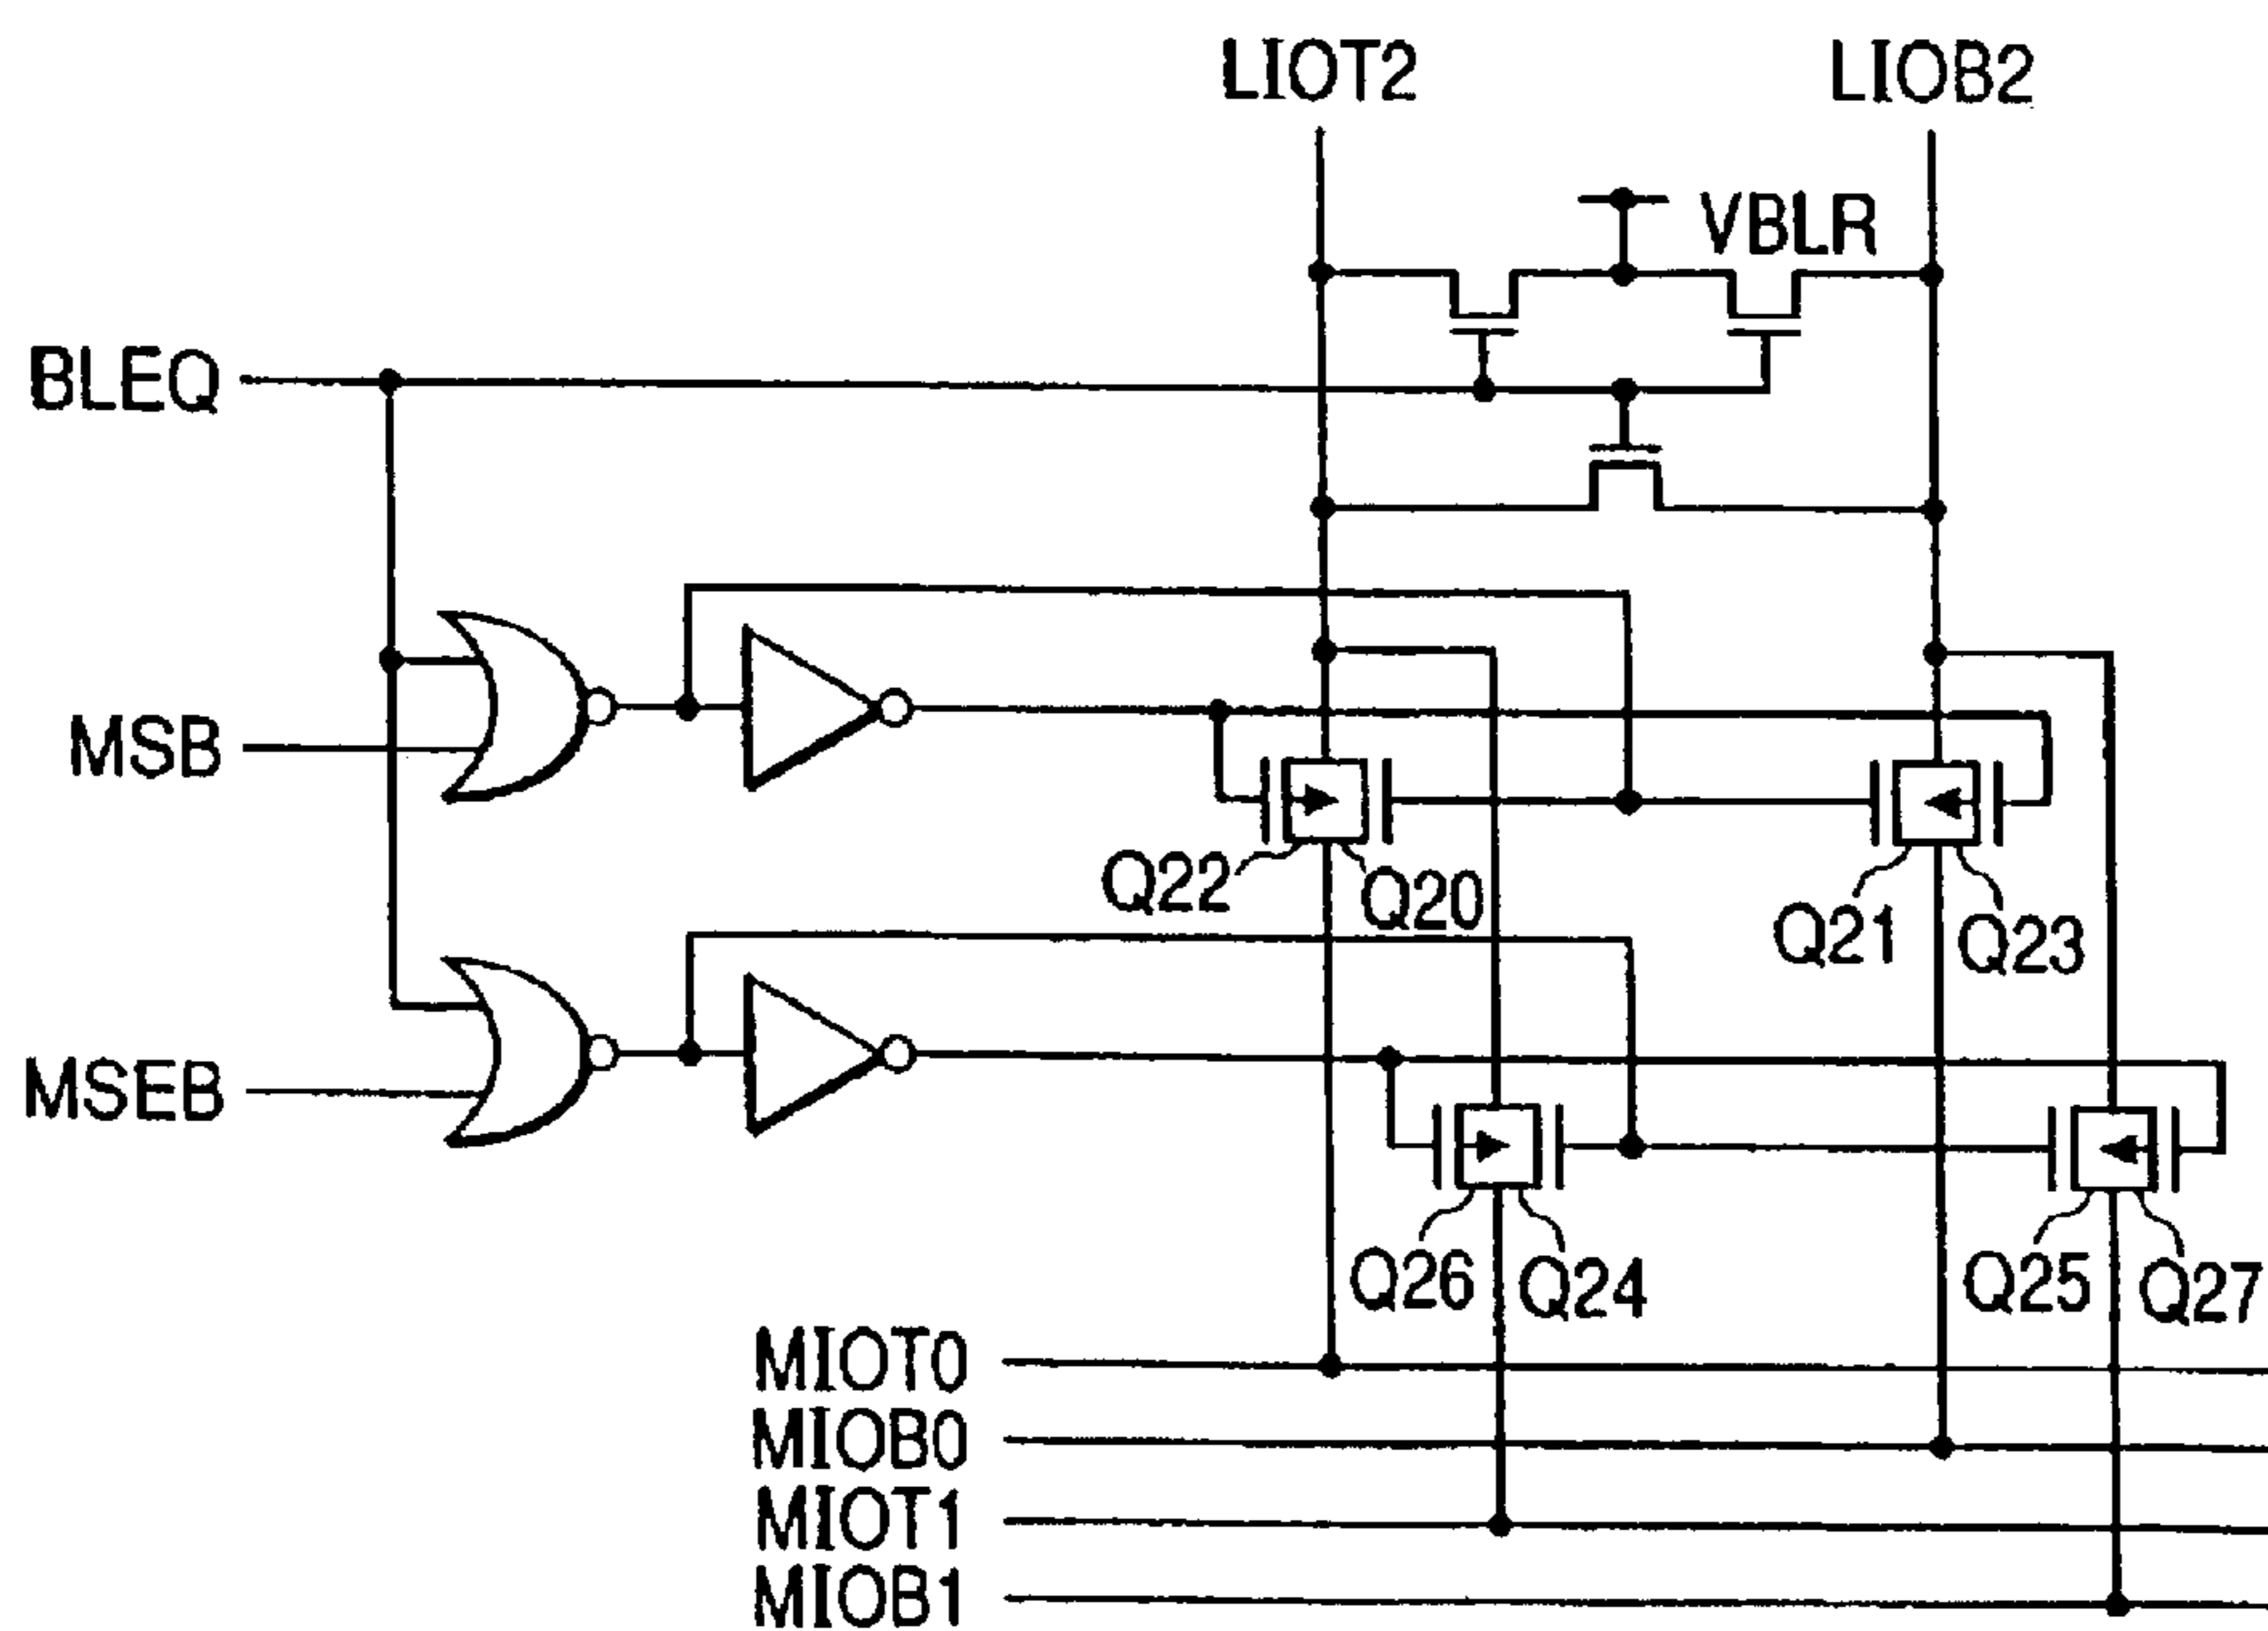 LIOT2
LIOB2
VBLR
BLEQ
MSB
Q22
Q20
Q21
Q23
MSEB
Q26
Q24
Q25
Q27
MIOT0
MIOB0
MIOT1
MIOB1